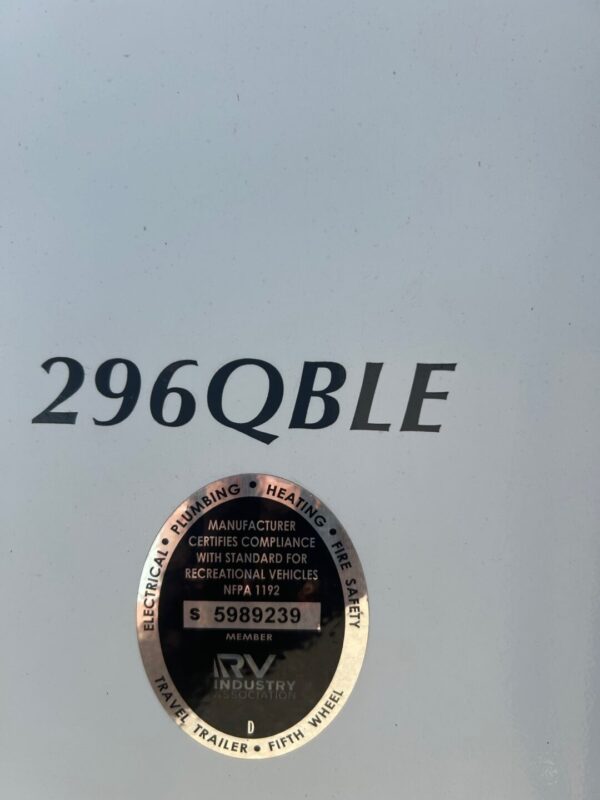 296QBLE
ELECTRICAL • PLUMBING • HEATING • FIRE SAFETY
MANUFACTURER
CERTIFIES COMPLIANCE
WITH STANDARD FOR
RECREATIONAL VEHICLES
NFPA 1192
S 5989239
MEMBER
RV
INDUSTRY
ASSOCIATION
D
TRAVEL TRAILER • FIFTH WHEEL